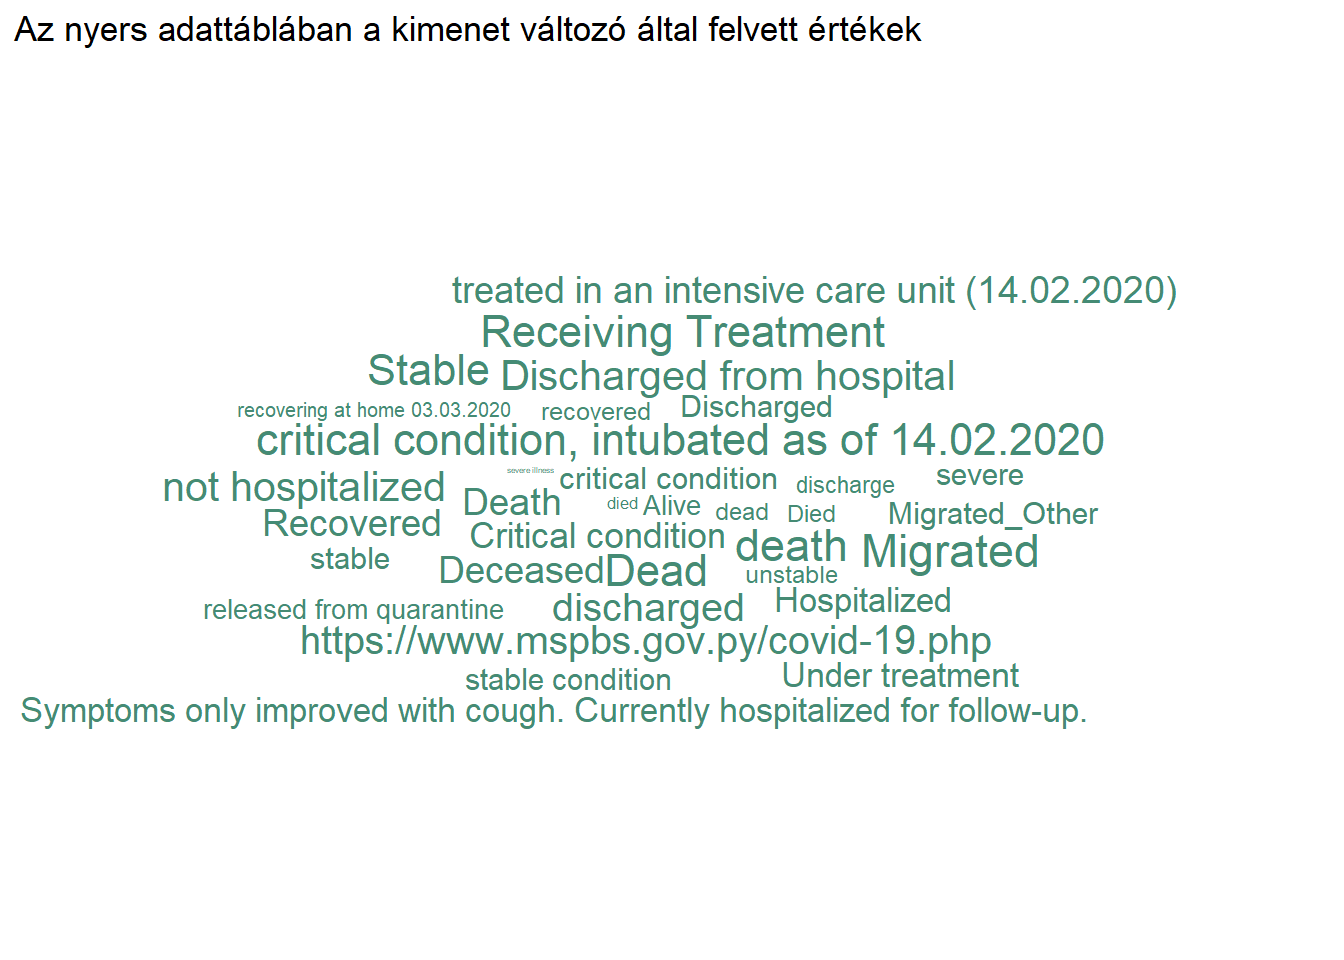 Az nyers adattáblában a kimenet változó által felvett értékek
treated in an intensive care unit (14.02.2020)
Receiving Treatment
Stable Discharged from hospital
recovering at home 03.03.2020 recovered Discharged
critical condition, intubated as of 14.02.2020
severe illness critical condition discharge severe
not hospitalized Death died Alive dead Died Migrated_Other
Recovered Critical condition death Migrated
stable Deceased Dead unstable
released from quarantine discharged Hospitalized
https://www.mspbs.gov.py/covid-19.php
stable condition Under treatment
Symptoms only improved with cough. Currently hospitalized for follow-up.